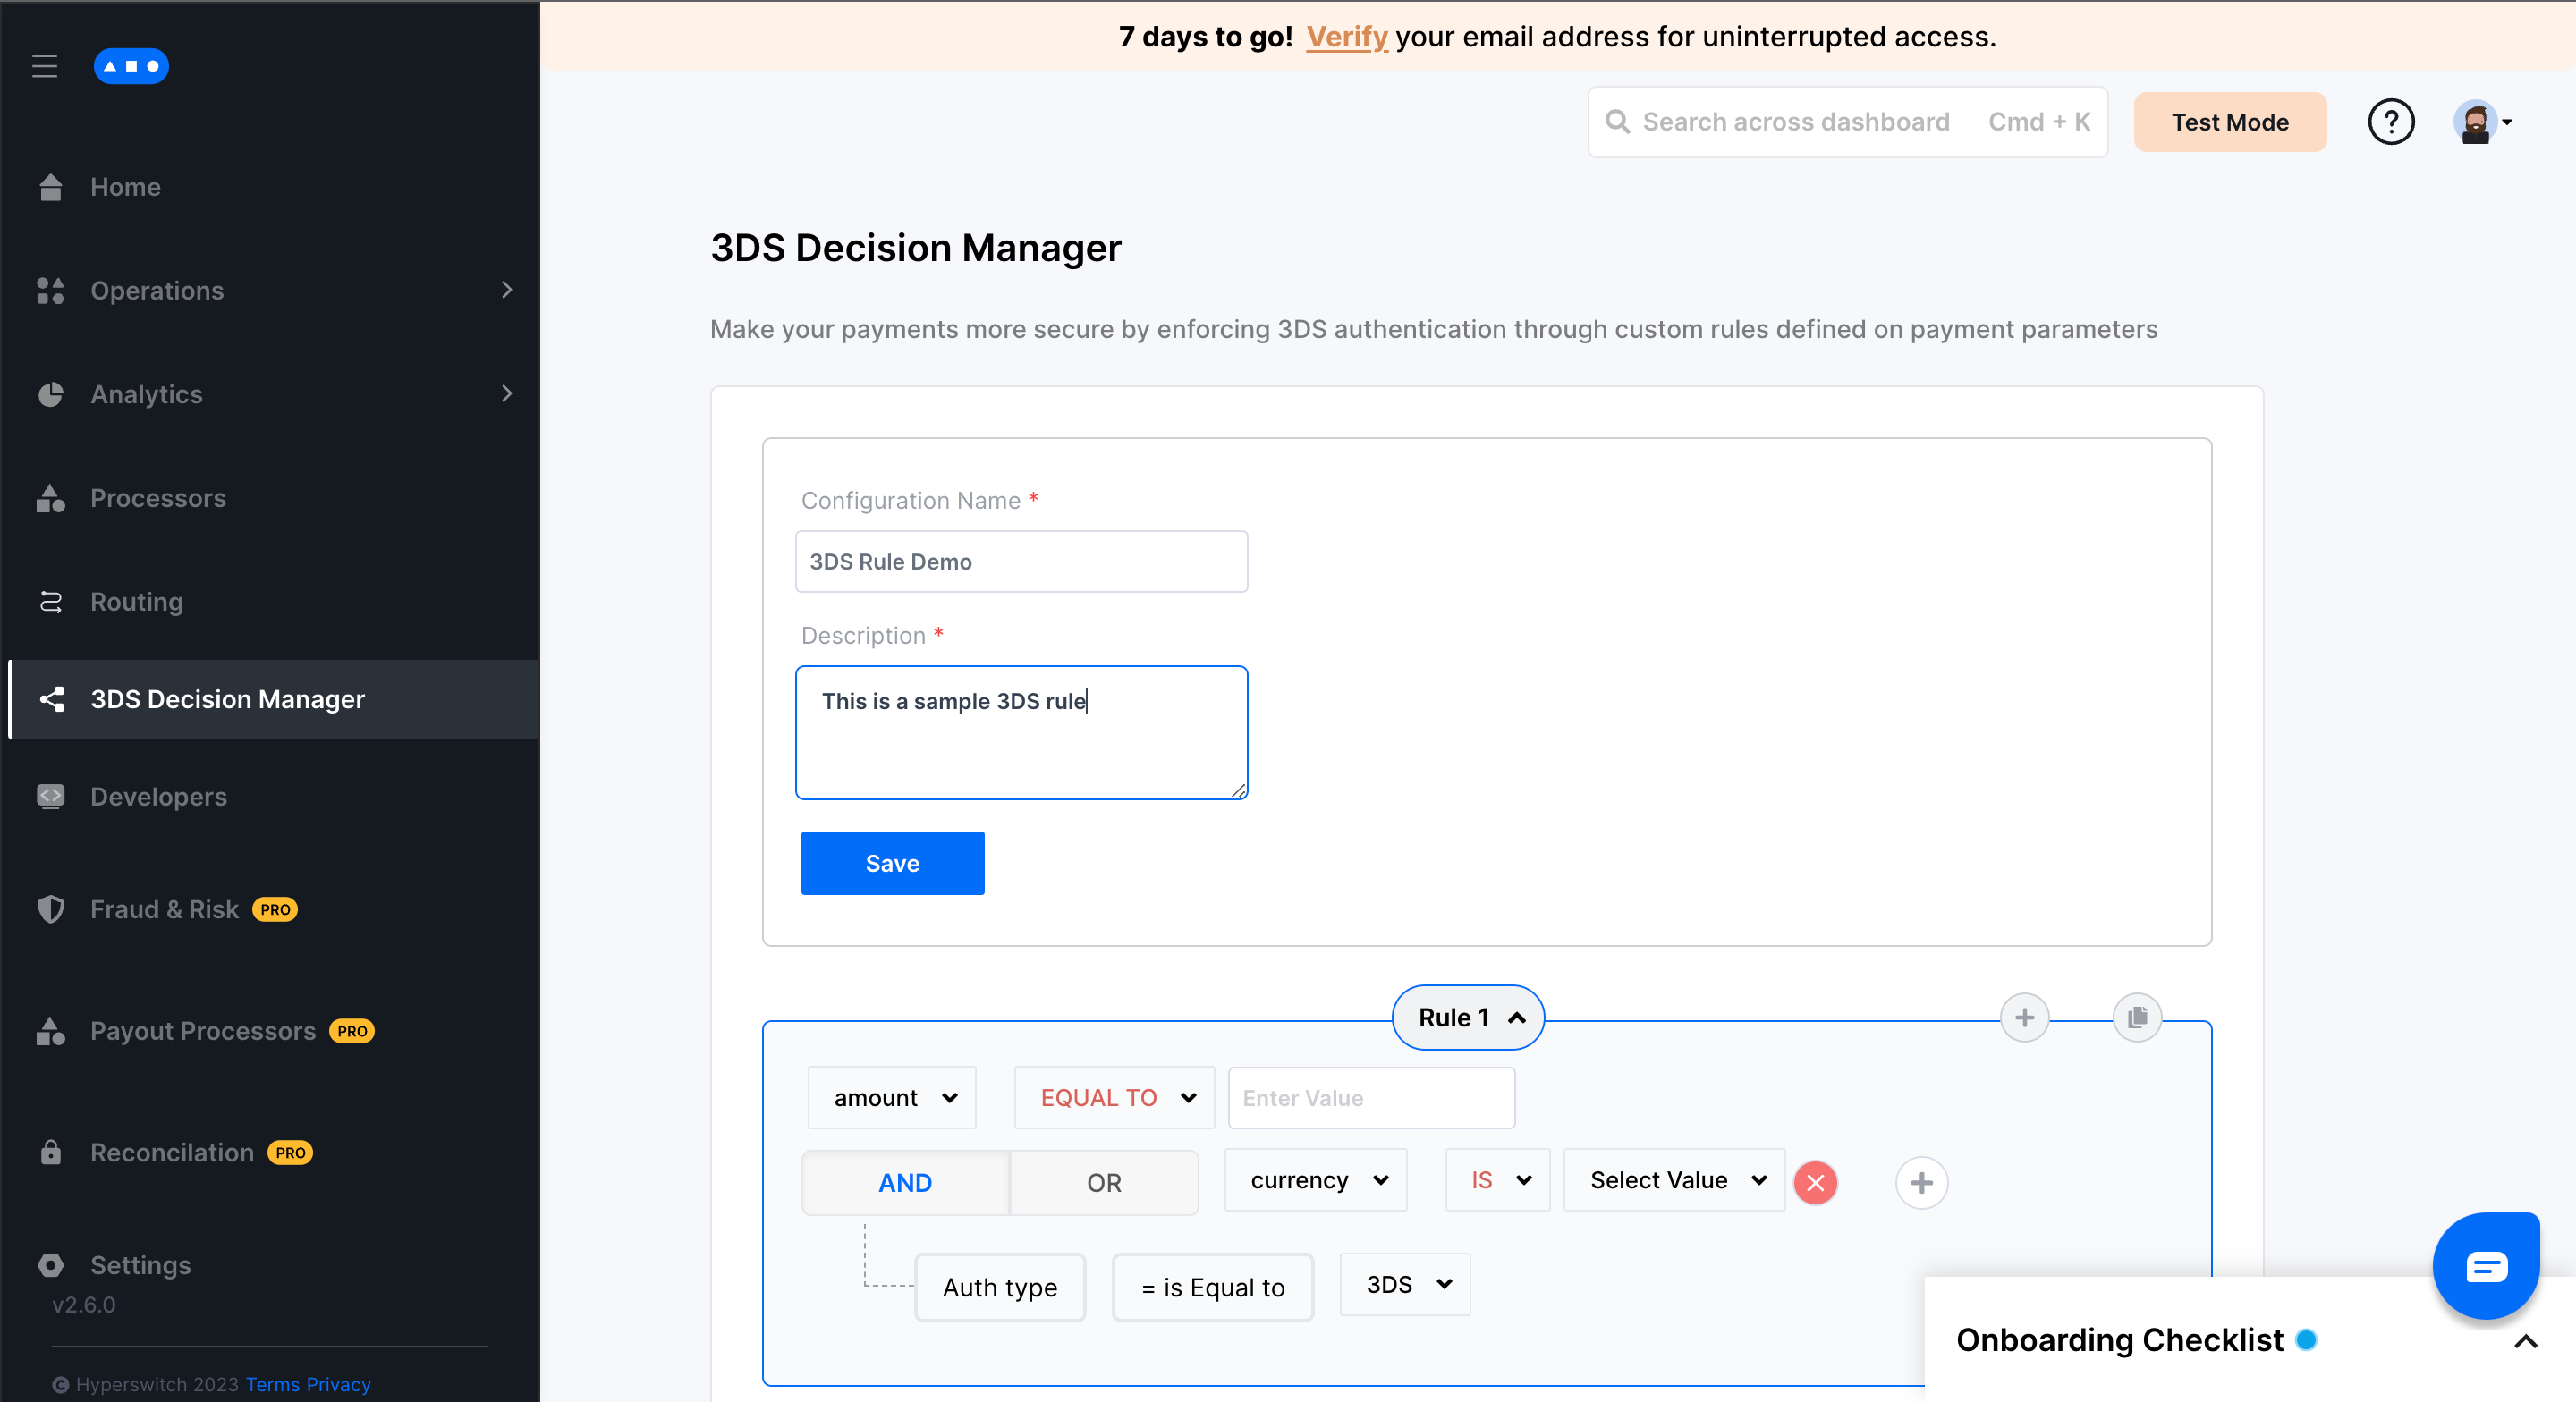 7 days to go! Verify your email address for uninterrupted access.
Search across dashboard Cmd + K
Test Mode
?
Home
Operations
Analytics
Processors
Routing
3DS Decision Manager
Developers
Fraud & Risk PRO
Payout Processors PRO
Reconcilation PRO
Settings
v2.6.0
© Hyperswitch 2023 Terms Privacy
3DS Decision Manager
Make your payments more secure by enforcing 3DS authentication through custom rules defined on payment parameters
Configuration Name *
3DS Rule Demo
Description *
This is a sample 3DS rule
Save
Rule 1
amount EQUAL TO Enter Value
AND OR currency IS Select Value
Auth type = is Equal to 3DS
Onboarding Checklist